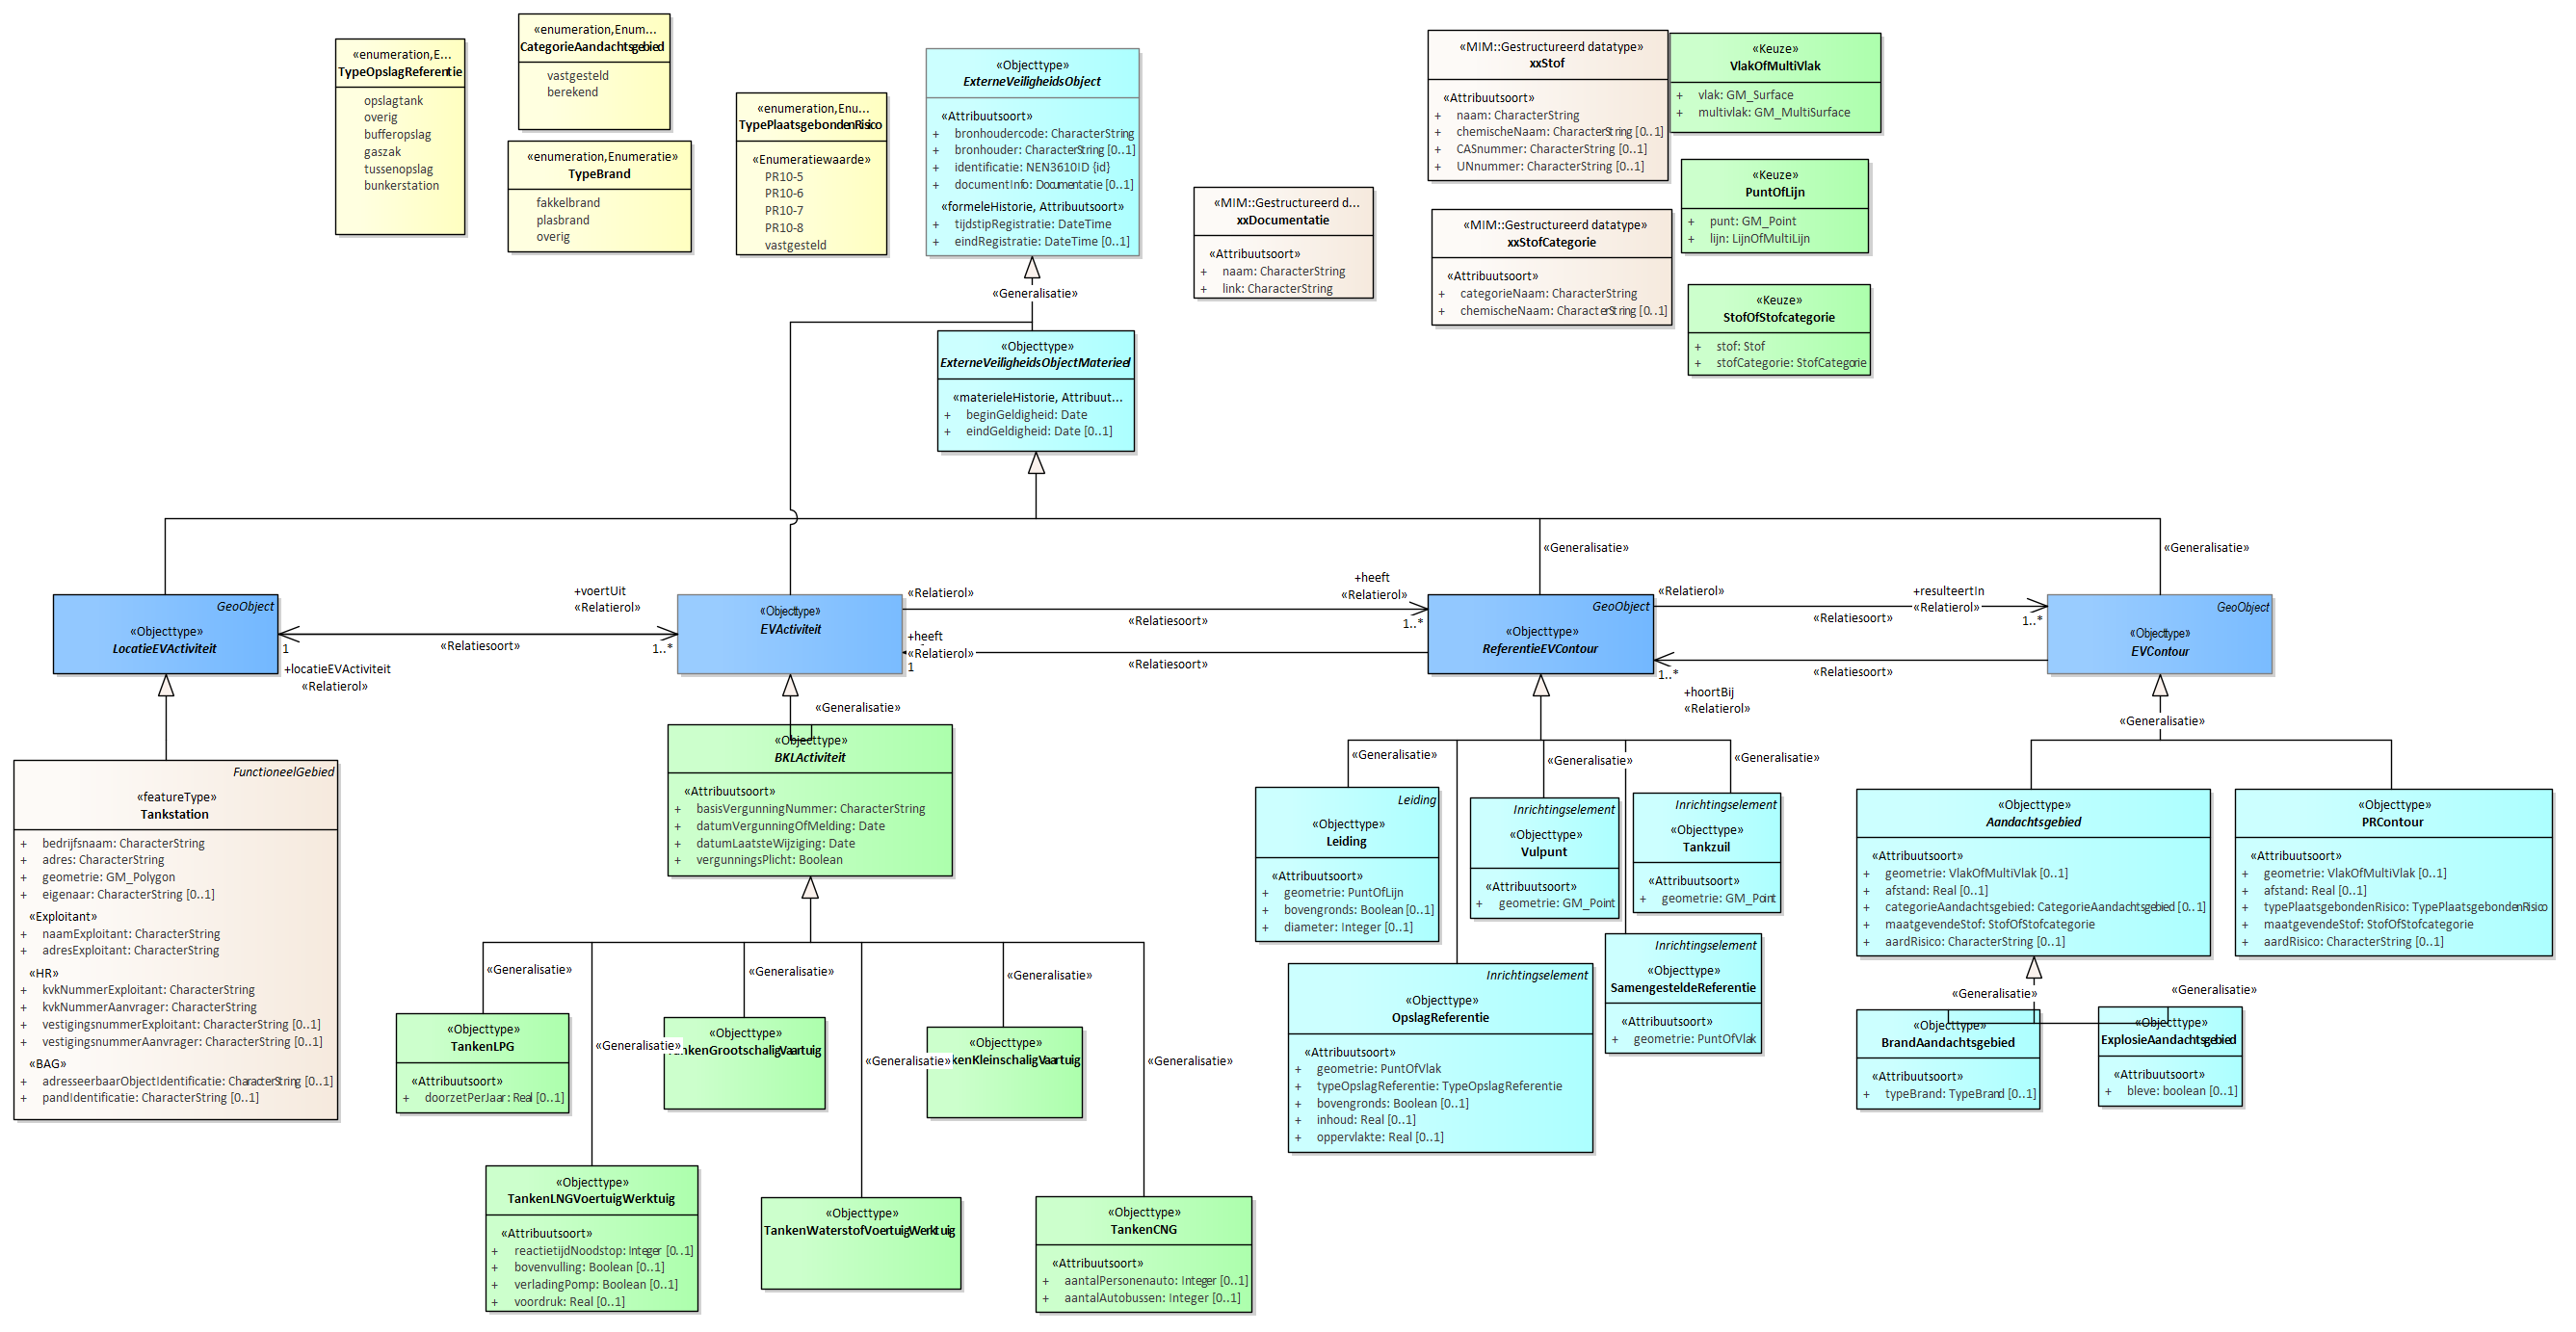 «enumeration,E...
TypeOpslagReferentie
opslagtank
overig
bufferopslag
gaszak
tussenopslag
bunkerstation
«enumeration,Enum...
CategorieAandachtsgebied
vastgesteld
berekend
«enumeration,Enumeratie»
TypeBrand
fakkelbrand
plasbrand
overig
«enumeration,Enu...
TypePlaatsgebondenRisico
«Enumeratiewaarde»
PR10-5
PR10-6
PR10-7
PR10-8
vastgesteld
«Objecttype»
ExterneVeiligheidsObject
«Attribuutsoort»
+ bronhoudercode: CharacterString
+ bronhouder: CharacterString [0..1]
+ identificatie: NEN3610ID {id}
+ documentInfo: Documentatie [0..1]
«formeleHistorie, Attribuutsoort»
+ tijdstipRegistratie: DateTime
+ eindRegistratie: DateTime [0..1]
«MIM::Gestructureerd d...
xxDocumentatie
«Attribuutsoort»
+ naam: CharacterString
+ link: CharacterString
«MIM::Gestructureerd datatype»
xxStof
«Attribuutsoort»
+ naam: CharacterString
+ chemischeNaam: CharacterString [0..1]
+ CASnummer: CharacterString [0..1]
+ UNnummer: CharacterString [0..1]
«MIM::Gestructureerd datatype»
xxStofCategorie
«Attribuutsoort»
+ categorieNaam: CharacterString
+ chemischeNaam: CharacterString [0..1]
«Keuze»
VlakOfMultiVlak
+ vlak: GM_Surface
+ multivlak: GM_MultiSurface
«Keuze»
PuntOfLijn
+ punt: GM_Point
+ lijn: LijnOfMultiLijn
«Keuze»
StofOfStofcategorie
+ stof: Stof
+ stofCategorie: StofCategorie
«Generalisatie»
«Objecttype»
ExterneVeiligheidsObjectMaterieel
«materieleHistorie, Attribuut...
+ beginGeldigheid: Date
+ eindGeldigheid: Date [0..1]
«Generalisatie»
«Generalisatie»
GeoObject
«Objecttype»
LocatieEVActiviteit
+voertUit
«Relatierol»
«Relatiesoort»
1
1..*
+locatieEVActiviteit
«Relatierol»
«Objecttype»
EVActiviteit
«Relatierol»
+heeft
«Relatierol»
«Relatiesoort»
1..*
+heeft
«Relatierol»
1
«Relatiesoort»
GeoObject
«Objecttype»
ReferentieEVContour
«Relatierol»
+resulteertIn
«Relatierol»
«Relatiesoort»
1..*
1..*
«Relatiesoort»
+hoortBij
«Relatierol»
GeoObject
«Objecttype»
EVContour
FunctioneelGebied
«featureType»
Tankstation
+ bedrijfsnaam: CharacterString
+ adres: CharacterString
+ geometrie: GM_Polygon
+ eigenaar: CharacterString [0..1]
«Exploitant»
+ naamExploitant: CharacterString
+ adresExploitant: CharacterString
«HR»
+ kvkNummerExploitant: CharacterString
+ kvkNummerAanvrager: CharacterString
+ vestigingsnummerExploitant: CharacterString [0..1]
+ vestigingsnummerAanvrager: CharacterString [0..1]
«BAG»
+ adresseerbaarObjectIdentificatie: CharacterString [0..1]
+ pandIdentificatie: CharacterString [0..1]
«Generalisatie»
«Objecttype»
BKLActiviteit
«Attribuutsoort»
+ basisVergunningNummer: CharacterString
+ datumVergunningOfMelding: Date
+ datumLaatsteWijziging: Date
+ vergunningsPlicht: Boolean
«Generalisatie»
«Generalisatie»
«Generalisatie»
«Generalisatie»
«Generalisatie»
«Generalisatie»
«Objecttype»
TankenLPG
«Attribuutsoort»
+ doorzetPerJaar: Real [0..1]
«Objecttype»
nkenGrootschaligVaartuig
«Objecttype»
kenKleinschaligVaartuig
«Objecttype»
TankenLNGVoertuigWerktuig
«Attribuutsoort»
+ reactietijdNoodstop: Integer [0..1]
+ bovenvulling: Boolean [0..1]
+ verladingPomp: Boolean [0..1]
+ voordruk: Real [0..1]
«Objecttype»
TankenWaterstofVoertuigWerktuig
«Objecttype»
TankenCNG
«Attribuutsoort»
+ aantalPersonenauto: Integer [0..1]
+ aantalAutobussen: Integer [0..1]
«Generalisatie»
«Generalisatie»
«Generalisatie»
Leiding
«Objecttype»
Leiding
«Attribuutsoort»
+ geometrie: PuntOfLijn
+ bovengronds: Boolean [0..1]
+ diameter: Integer [0..1]
Inrichtingselement
«Objecttype»
Vulpunt
«Attribuutsoort»
+ geometrie: GM_Point
Inrichtingselement
«Objecttype»
Tankzuil
«Attribuutsoort»
+ geometrie: GM_Point
Inrichtingselement
«Objecttype»
OpslagReferentie
«Attribuutsoort»
+ geometrie: PuntOfVlak
+ typeOpslagReferentie: TypeOpslagReferentie
+ bovengronds: Boolean [0..1]
+ inhoud: Real [0..1]
+ oppervlakte: Real [0..1]
Inrichtingselement
«Objecttype»
SamengesteldeReferentie
«Attribuutsoort»
+ geometrie: PuntOfVlak
«Generalisatie»
«Objecttype»
Aandachtsgebied
«Attribuutsoort»
+ geometrie: VlakOfMultiVlak [0..1]
+ afstand: Real [0..1]
+ categorieAandachtsgebied: CategorieAandachtsgebied [0..1]
+ maatgevendeStof: StofOfStofcategorie
+ aardRisico: CharacterString [0..1]
«Objecttype»
PRContour
«Attribuutsoort»
+ geometrie: VlakOfMultiVlak [0..1]
+ afstand: Real [0..1]
+ typePlaatsgebondenRisico: TypePlaatsgebondenRisico
+ maatgevendeStof: StofOfStofcategorie
+ aardRisico: CharacterString [0..1]
«Generalisatie»
«Generalisatie»
«Objecttype»
BrandAandachtsgebied
«Attribuutsoort»
+ typeBrand: TypeBrand [0..1]
«Objecttype»
ExplosieAandachtsgebied
«Attribuutsoort»
+ bleve: boolean [0..1]